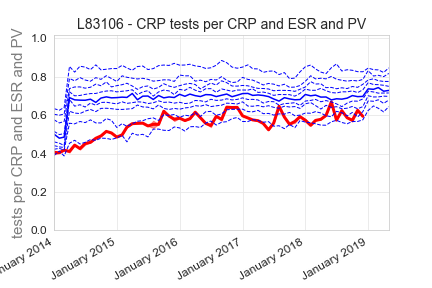 L83106 - CRP tests per CRP and ESR and PV
tests per CRP and ESR and PV
1.0
0.8
0.6
0.4
0.2
0.0
January 2015
January 2016
January 2017
January 2018
January 2019